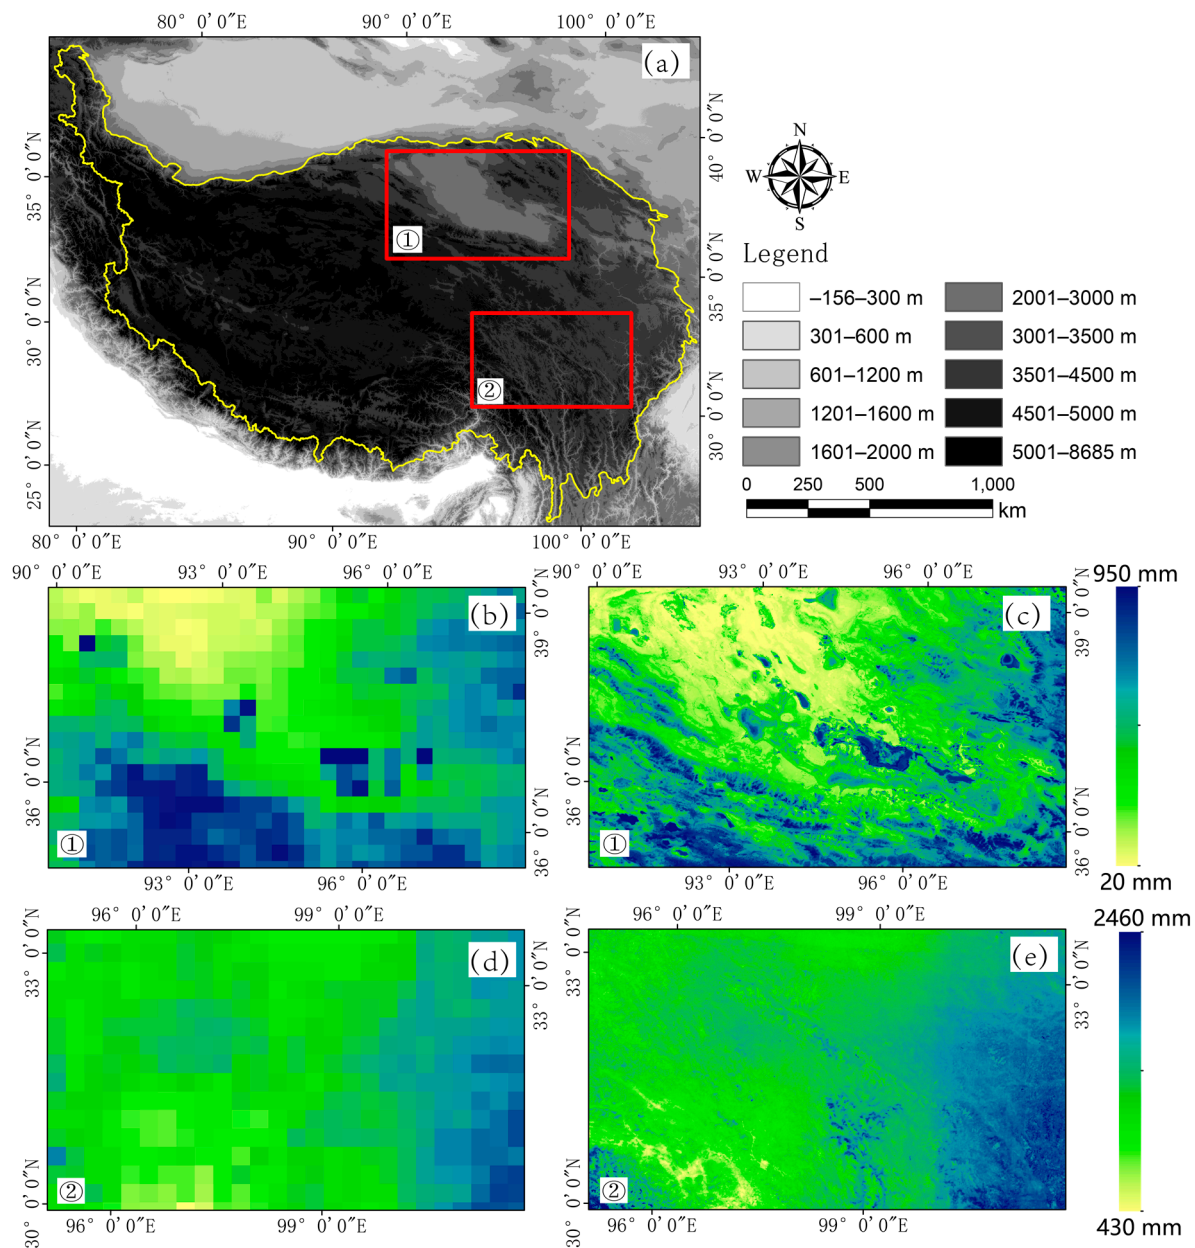 80° 0′0″E 90° 0′0″E 100° 0′0″E
(a)
35° 0′0″N
30° 0′0″N
25° 0′0″N
40° 0′0″N
35° 0′0″N
30° 0′0″N
①
②
80° 0′0″E 90° 0′0″E 100° 0′0″E
N
W E
S
Legend
–156–300 m 2001–3000 m
301–600 m 3001–3500 m
601–1200 m 3501–4500 m
1201–1600 m 4501–5000 m
1601–2000 m 5001–8685 m
0 250 500 1,000
km
90° 0′0″E 93° 0′0″E 96° 0′0″E
(b)
36° 0′0″N
39° 0′0″N
36° 0′0″N
①
93° 0′0″E 96° 0′0″E
90° 0′0″E 93° 0′0″E 96° 0′0″E
(c)
36° 0′0″N
39° 0′0″N
36° 0′0″N
①
93° 0′0″E 96° 0′0″E
950 mm
20 mm
96° 0′0″E 99° 0′0″E
(d)
33° 0′0″N
30° 0′0″N
33° 0′0″N
②
96° 0′0″E 99° 0′0″E
96° 0′0″E 99° 0′0″E
(e)
33° 0′0″N
30° 0′0″N
33° 0′0″N
②
96° 0′0″E 99° 0′0″E
2460 mm
430 mm